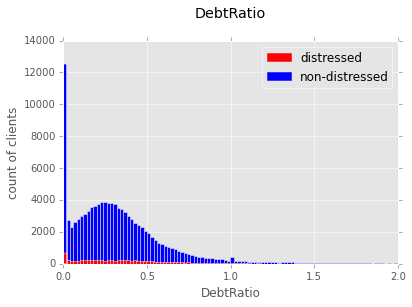 DebtRatio
14000
12000
10000
8000
6000
4000
2000
0
count of clients
distressed
non-distressed
0.0 0.5 1.0 1.5 2.0
DebtRatio